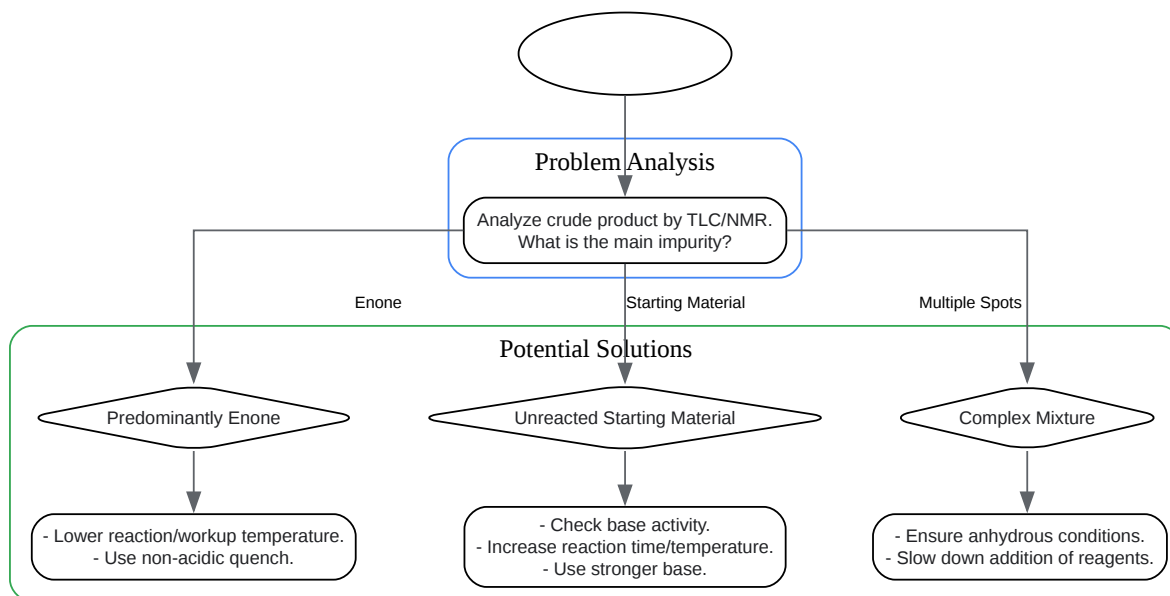 Problem Analysis
Analyze crude product by TLC/NMR.
What is the main impurity?
Enone
Starting Material
Multiple Spots
Potential Solutions
Predominantly Enone
Unreacted Starting Material
Complex Mixture
- Lower reaction/workup temperature.
- Use non-acidic quench.
- Check base activity.
- Increase reaction time/temperature.
- Use stronger base.
- Ensure anhydrous conditions.
- Slow down addition of reagents.